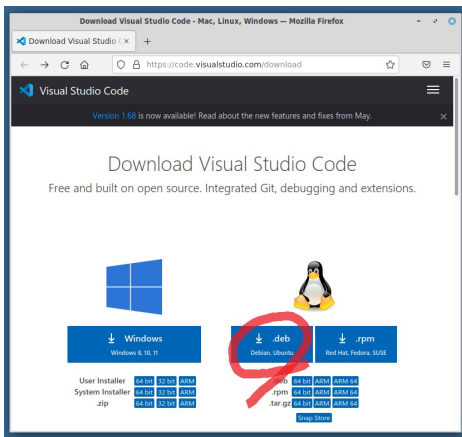 Download Visual Studio Code - Mac, Linux, Windows — Mozilla Firefox
Download Visual Studio C
https://code.visualstudio.com/download
Visual Studio Code
Version 1.68 is now available! Read about the new features and fixes from May.
Download Visual Studio Code
Free and built on open source. Integrated Git, debugging and extensions.
Windows
Windows 8, 10, 11
.deb
Debian, Ubuntu
.rpm
Red Hat, Fedora, SUSE
User Installer 64 bit 32 bit ARM
System Installer 64 bit 32 bit ARM
.zip 64 bit 32 bit ARM
.deb 64 bit ARM ARM 64
.rpm 64 bit ARM ARM 64
.tar.gz 64 bit ARM ARM 64
Snap Store